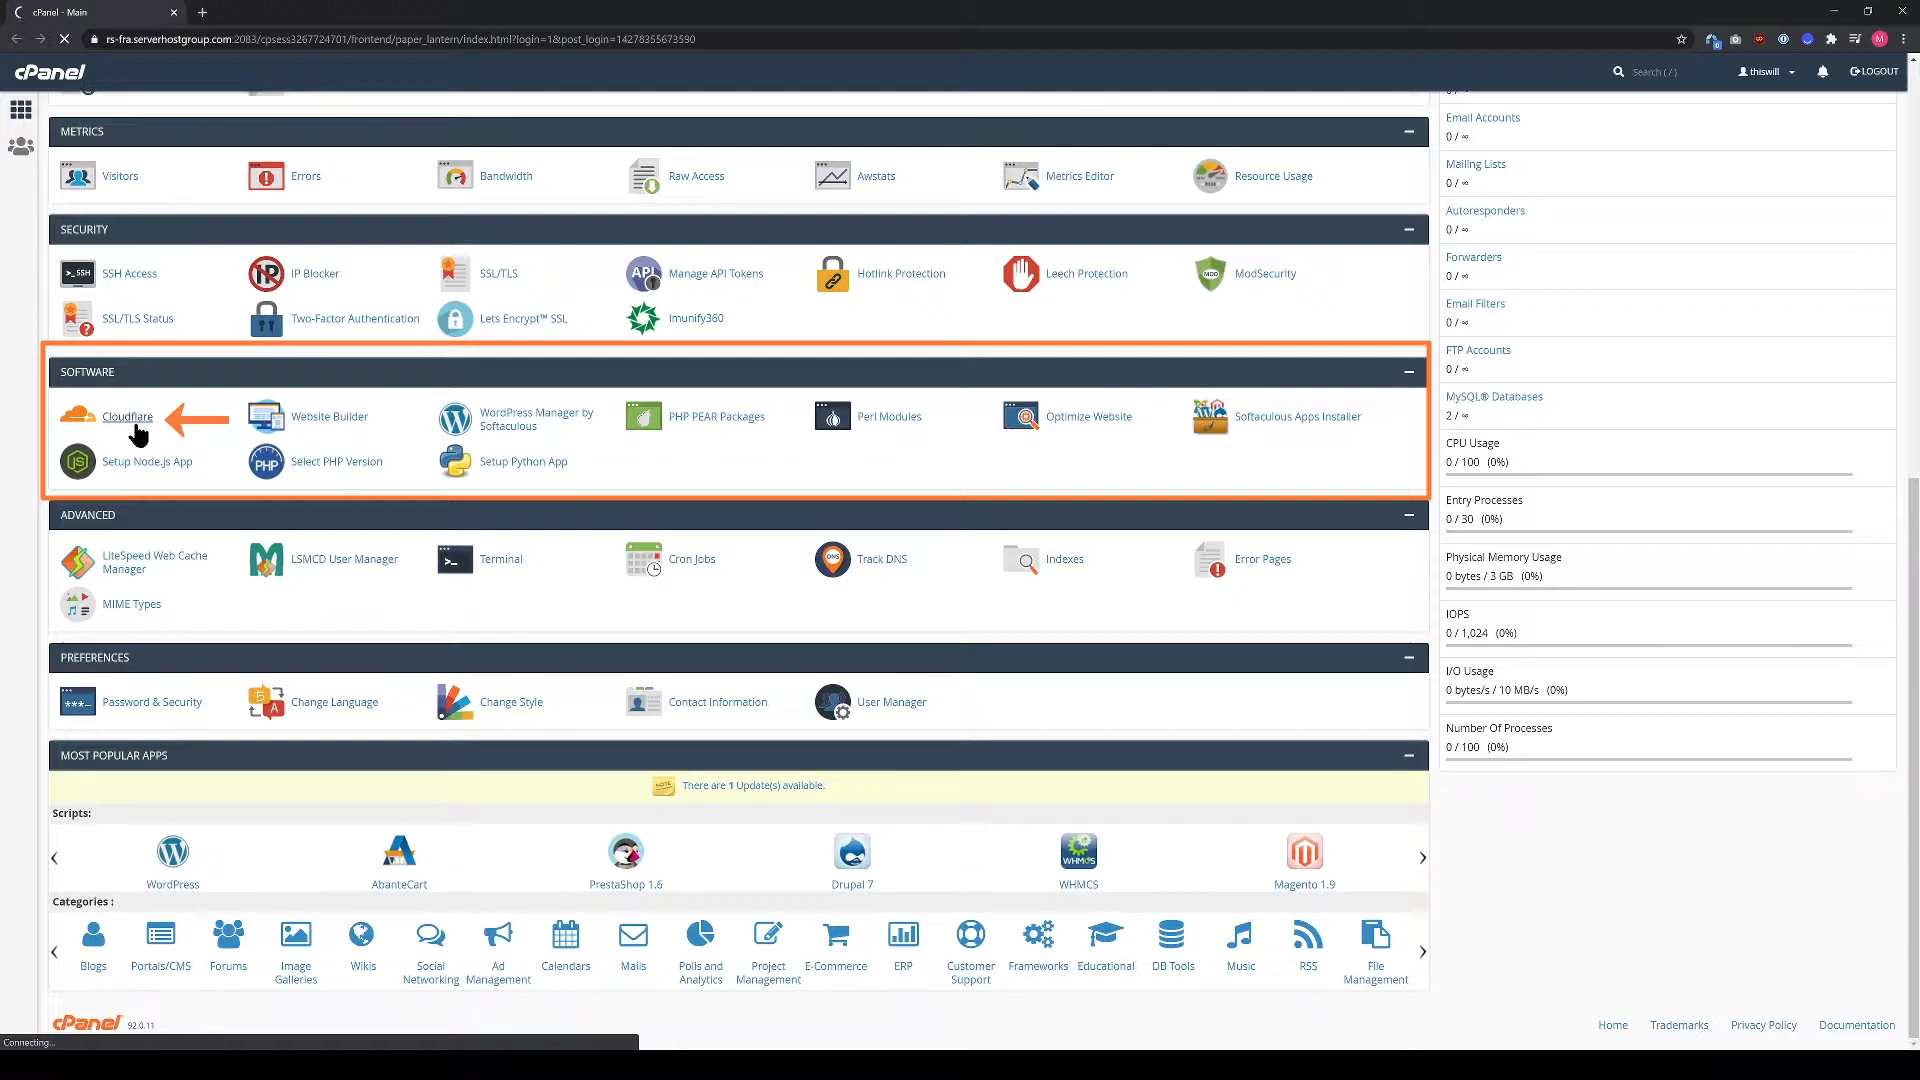 cPanel - Main
rs-fra.serverhostgroup.com:2083/cpsess3267724701/frontend/paper_lantern/index.html?login=1&post_login=14278355673590
cPanel
Search ( / )
thiswill
LOGOUT
METRICS
Visitors
Errors
Bandwidth
Raw Access
Awstats
Metrics Editor
Resource Usage
SECURITY
SSH Access
IP Blocker
SSL/TLS
Manage API Tokens
Hotlink Protection
Leech Protection
ModSecurity
SSL/TLS Status
Two-Factor Authentication
Lets Encrypt™ SSL
Imunify360
SOFTWARE
Cloudflare
Website Builder
WordPress Manager by
Softaculous
PHP PEAR Packages
Perl Modules
Optimize Website
Softaculous Apps Installer
Setup Node.js App
Select PHP Version
Setup Python App
ADVANCED
LiteSpeed Web Cache
Manager
LSMCD User Manager
Terminal
Cron Jobs
Track DNS
Indexes
Error Pages
MIME Types
PREFERENCES
Password & Security
Change Language
Change Style
Contact Information
User Manager
MOST POPULAR APPS
There are 1 Update(s) available.
Scripts:
WordPress
AbanteCart
PrestaShop 1.6
Drupal 7
WHMCS
Magento 1.9
Categories :
Blogs
Portals/CMS
Forums
Image
Galleries
Wikis
Social
Networking
Ad
Management
Calendars
Mails
Polls and
Analytics
Project
Management
E-Commerce
ERP
Customer
Support
Frameworks
Educational
DB Tools
Music
RSS
File
Management
Email Accounts
0 / ∞
Mailing Lists
0 / ∞
Autoresponders
0 / ∞
Forwarders
0 / ∞
Email Filters
0 / ∞
FTP Accounts
0 / ∞
MySQL® Databases
2 / ∞
CPU Usage
0 / 100 (0%)
Entry Processes
0 / 30 (0%)
Physical Memory Usage
0 bytes / 3 GB (0%)
IOPS
0 / 1,024 (0%)
I/O Usage
0 bytes/s / 10 MB/s (0%)
Number Of Processes
0 / 100 (0%)
cPanel 92.0.11
Home
Trademarks
Privacy Policy
Documentation
Connecting...